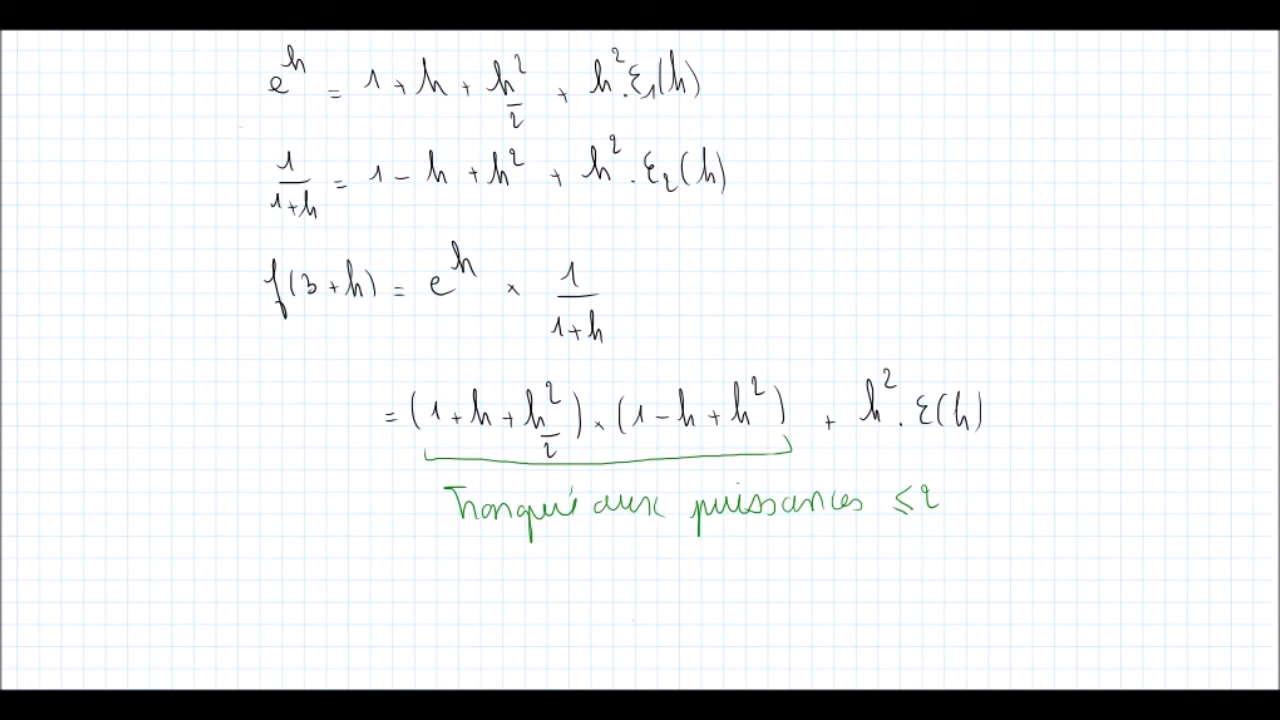 e^h = 1 + h + h²/2 + h².ε₁(h)
1/(1+h) = 1 - h + h² + h².ε₂(h)
f(3+h) = e^h × 1/(1+h)
= (1 + h + h²/2) × (1 - h + h²) + h².ε(h)
Tronqué aux puissances ≤ 2